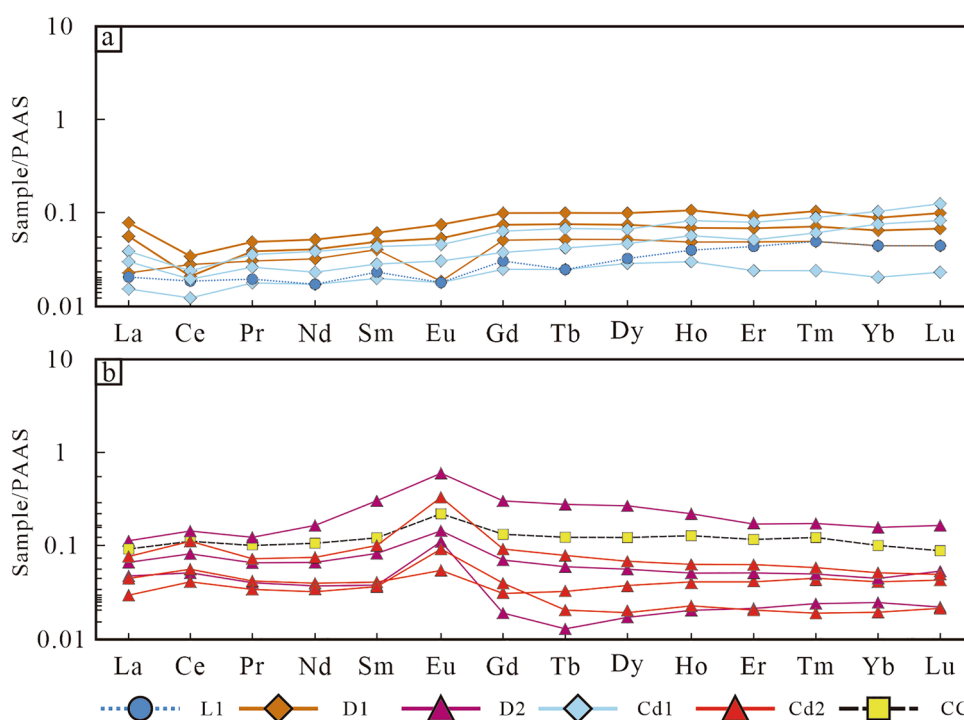 10
a
1
Sample/PAAS
0.1
0.01
La Ce Pr Nd Sm Eu Gd Tb Dy Ho Er Tm Yb Lu
10
b
1
Sample/PAAS
0.1
0.01
La Ce Pr Nd Sm Eu Gd Tb Dy Ho Er Tm Yb Lu
L1 D1 D2 Cd1 Cd2